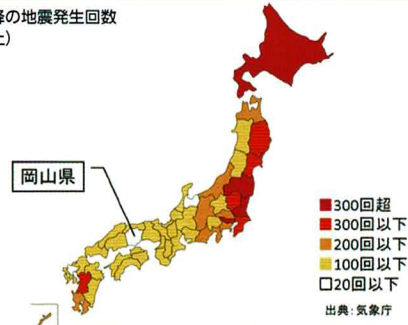 の地震発生回数
上）
岡山県
300回超
300回以下
200回以下
100回以下
20回以下
出典：気象庁